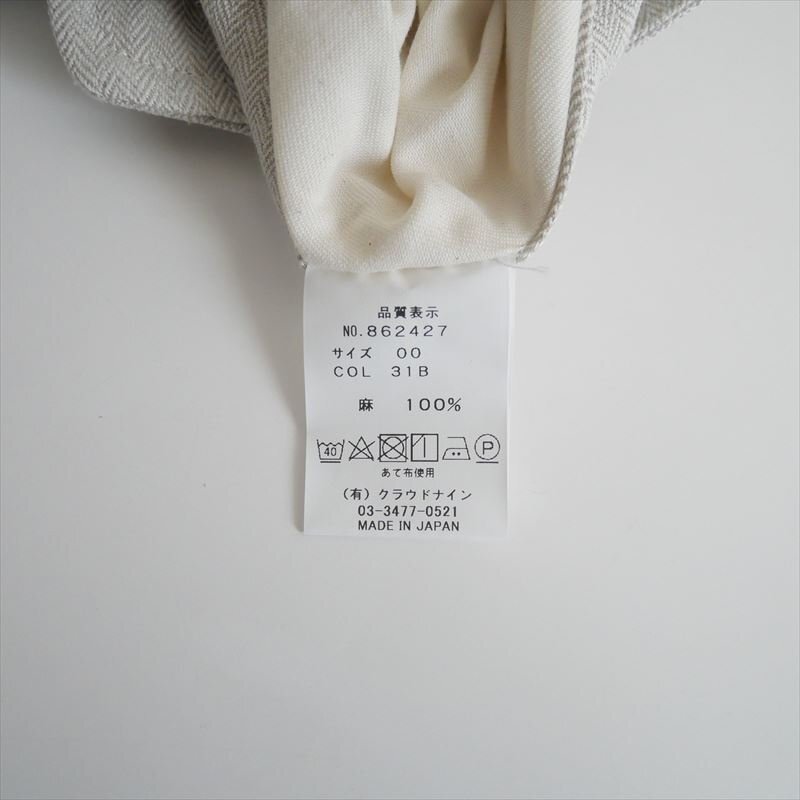 品質表示
NO.862427
サイズ 00
COL 31B
麻 100%
40 P
あて布使用
(有)クラウドナイン
03-3477-0521
MADE IN JAPAN